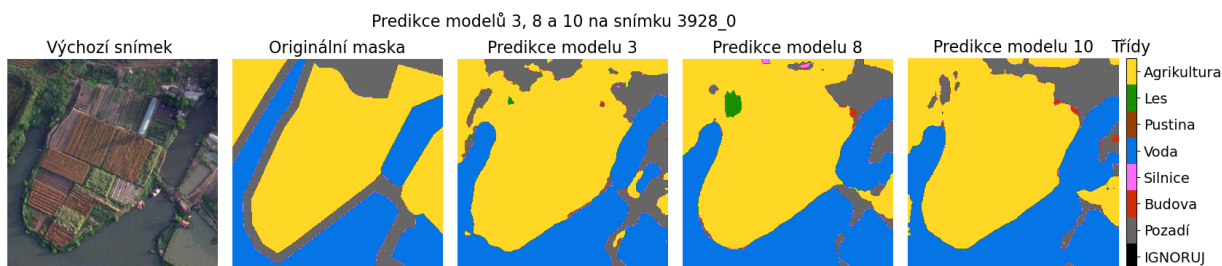 Predikce modelů 3, 8 a 10 na snímku 3928_0
Výchozí snímek
Originální maska
Predikce modelu 3
Predikce modelu 8
Predikce modelu 10
Třídy
Agrikultura
Les
Pustina
Voda
Silnice
Budova
Pozadí
IGNORUJ